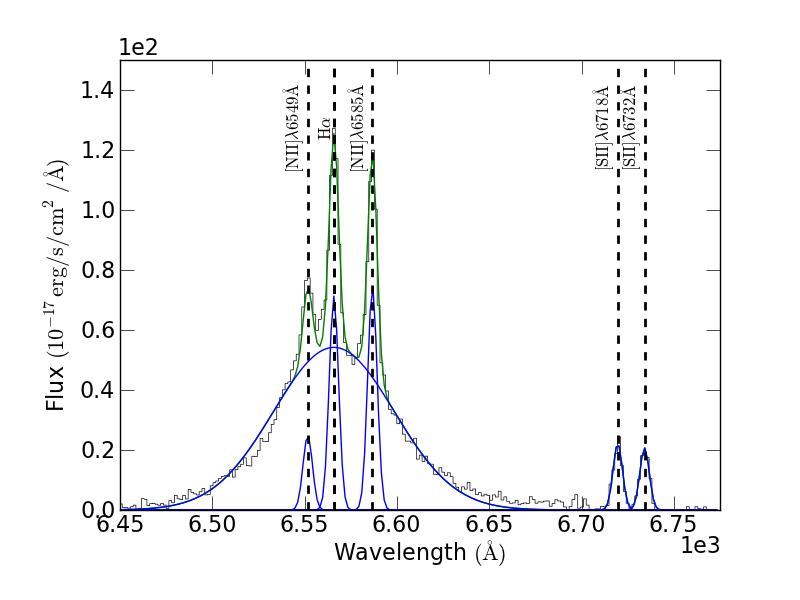 1e2
1.4
1.2
1.0
0.8
0.6
0.4
0.2
0.0
Flux (10⁻¹⁷ erg/s/cm² /Å)
[NII]λ6549Å
Hα
[NII]λ6585Å
[SII]λ6718Å
[SII]λ6732Å
6.45 6.50 6.55 6.60 6.65 6.70 6.75
1e3
Wavelength (Å)